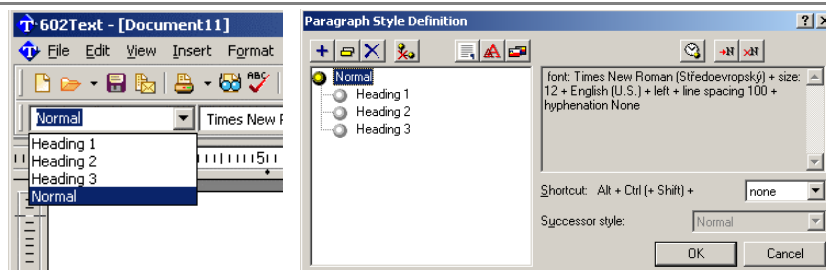 602Text - [Document11]
File Edit View Insert Format
ABC
Normal
Times New
Heading 1
Heading 2
Heading 3
Normal
5
Paragraph Style Definition
Normal
Heading 1
Heading 2
Heading 3
font: Times New Roman (Středoevropský) + size:
12 + English (U.S.) + left + line spacing 100 +
hyphenation None
Shortcut: Alt + Ctrl (+ Shift) +
none
Successor style:
Normal
OK
Cancel